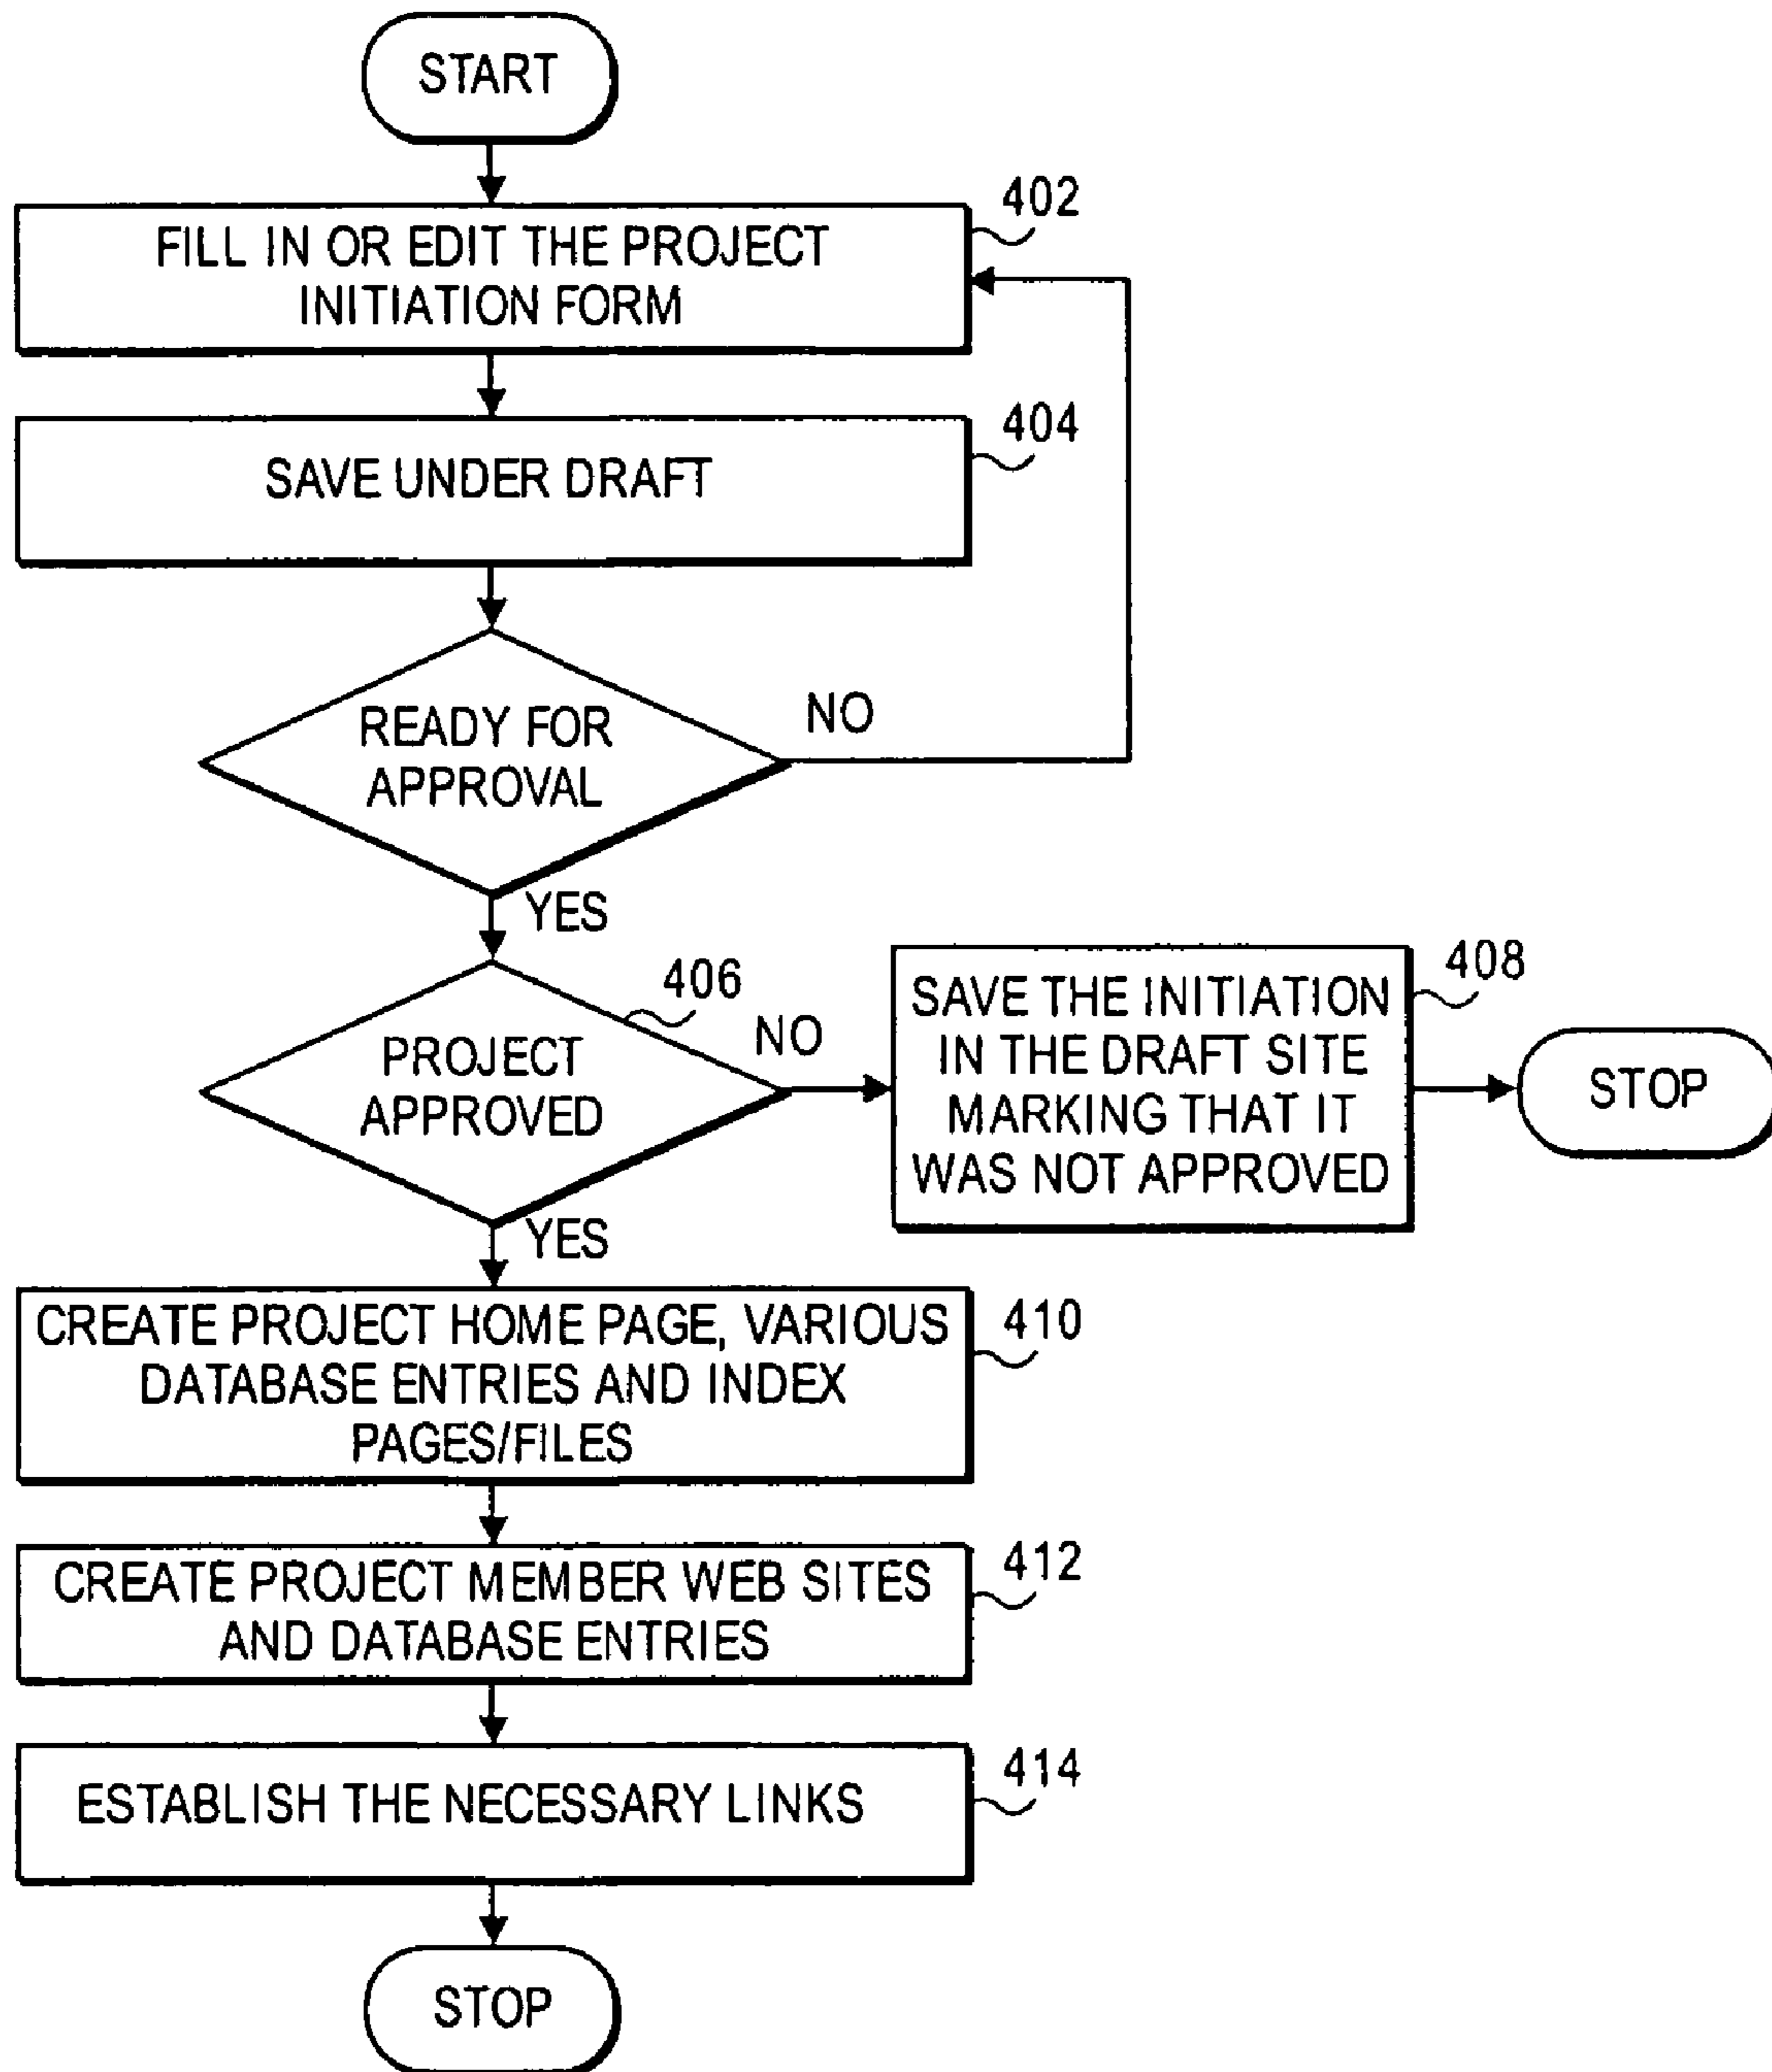 START
402
FILL IN OR EDIT THE PROJECT
INITIATION FORM
404
SAVE UNDER DRAFT
READY FOR
APPROVAL
NO
YES
406
PROJECT
APPROVED
NO
408
SAVE THE INITIATION
IN THE DRAFT SITE
MARKING THAT IT
WAS NOT APPROVED
STOP
YES
410
CREATE PROJECT HOME PAGE, VARIOUS
DATABASE ENTRIES AND INDEX
PAGES/FILES
412
CREATE PROJECT MEMBER WEB SITES
AND DATABASE ENTRIES
414
ESTABLISH THE NECESSARY LINKS
STOP